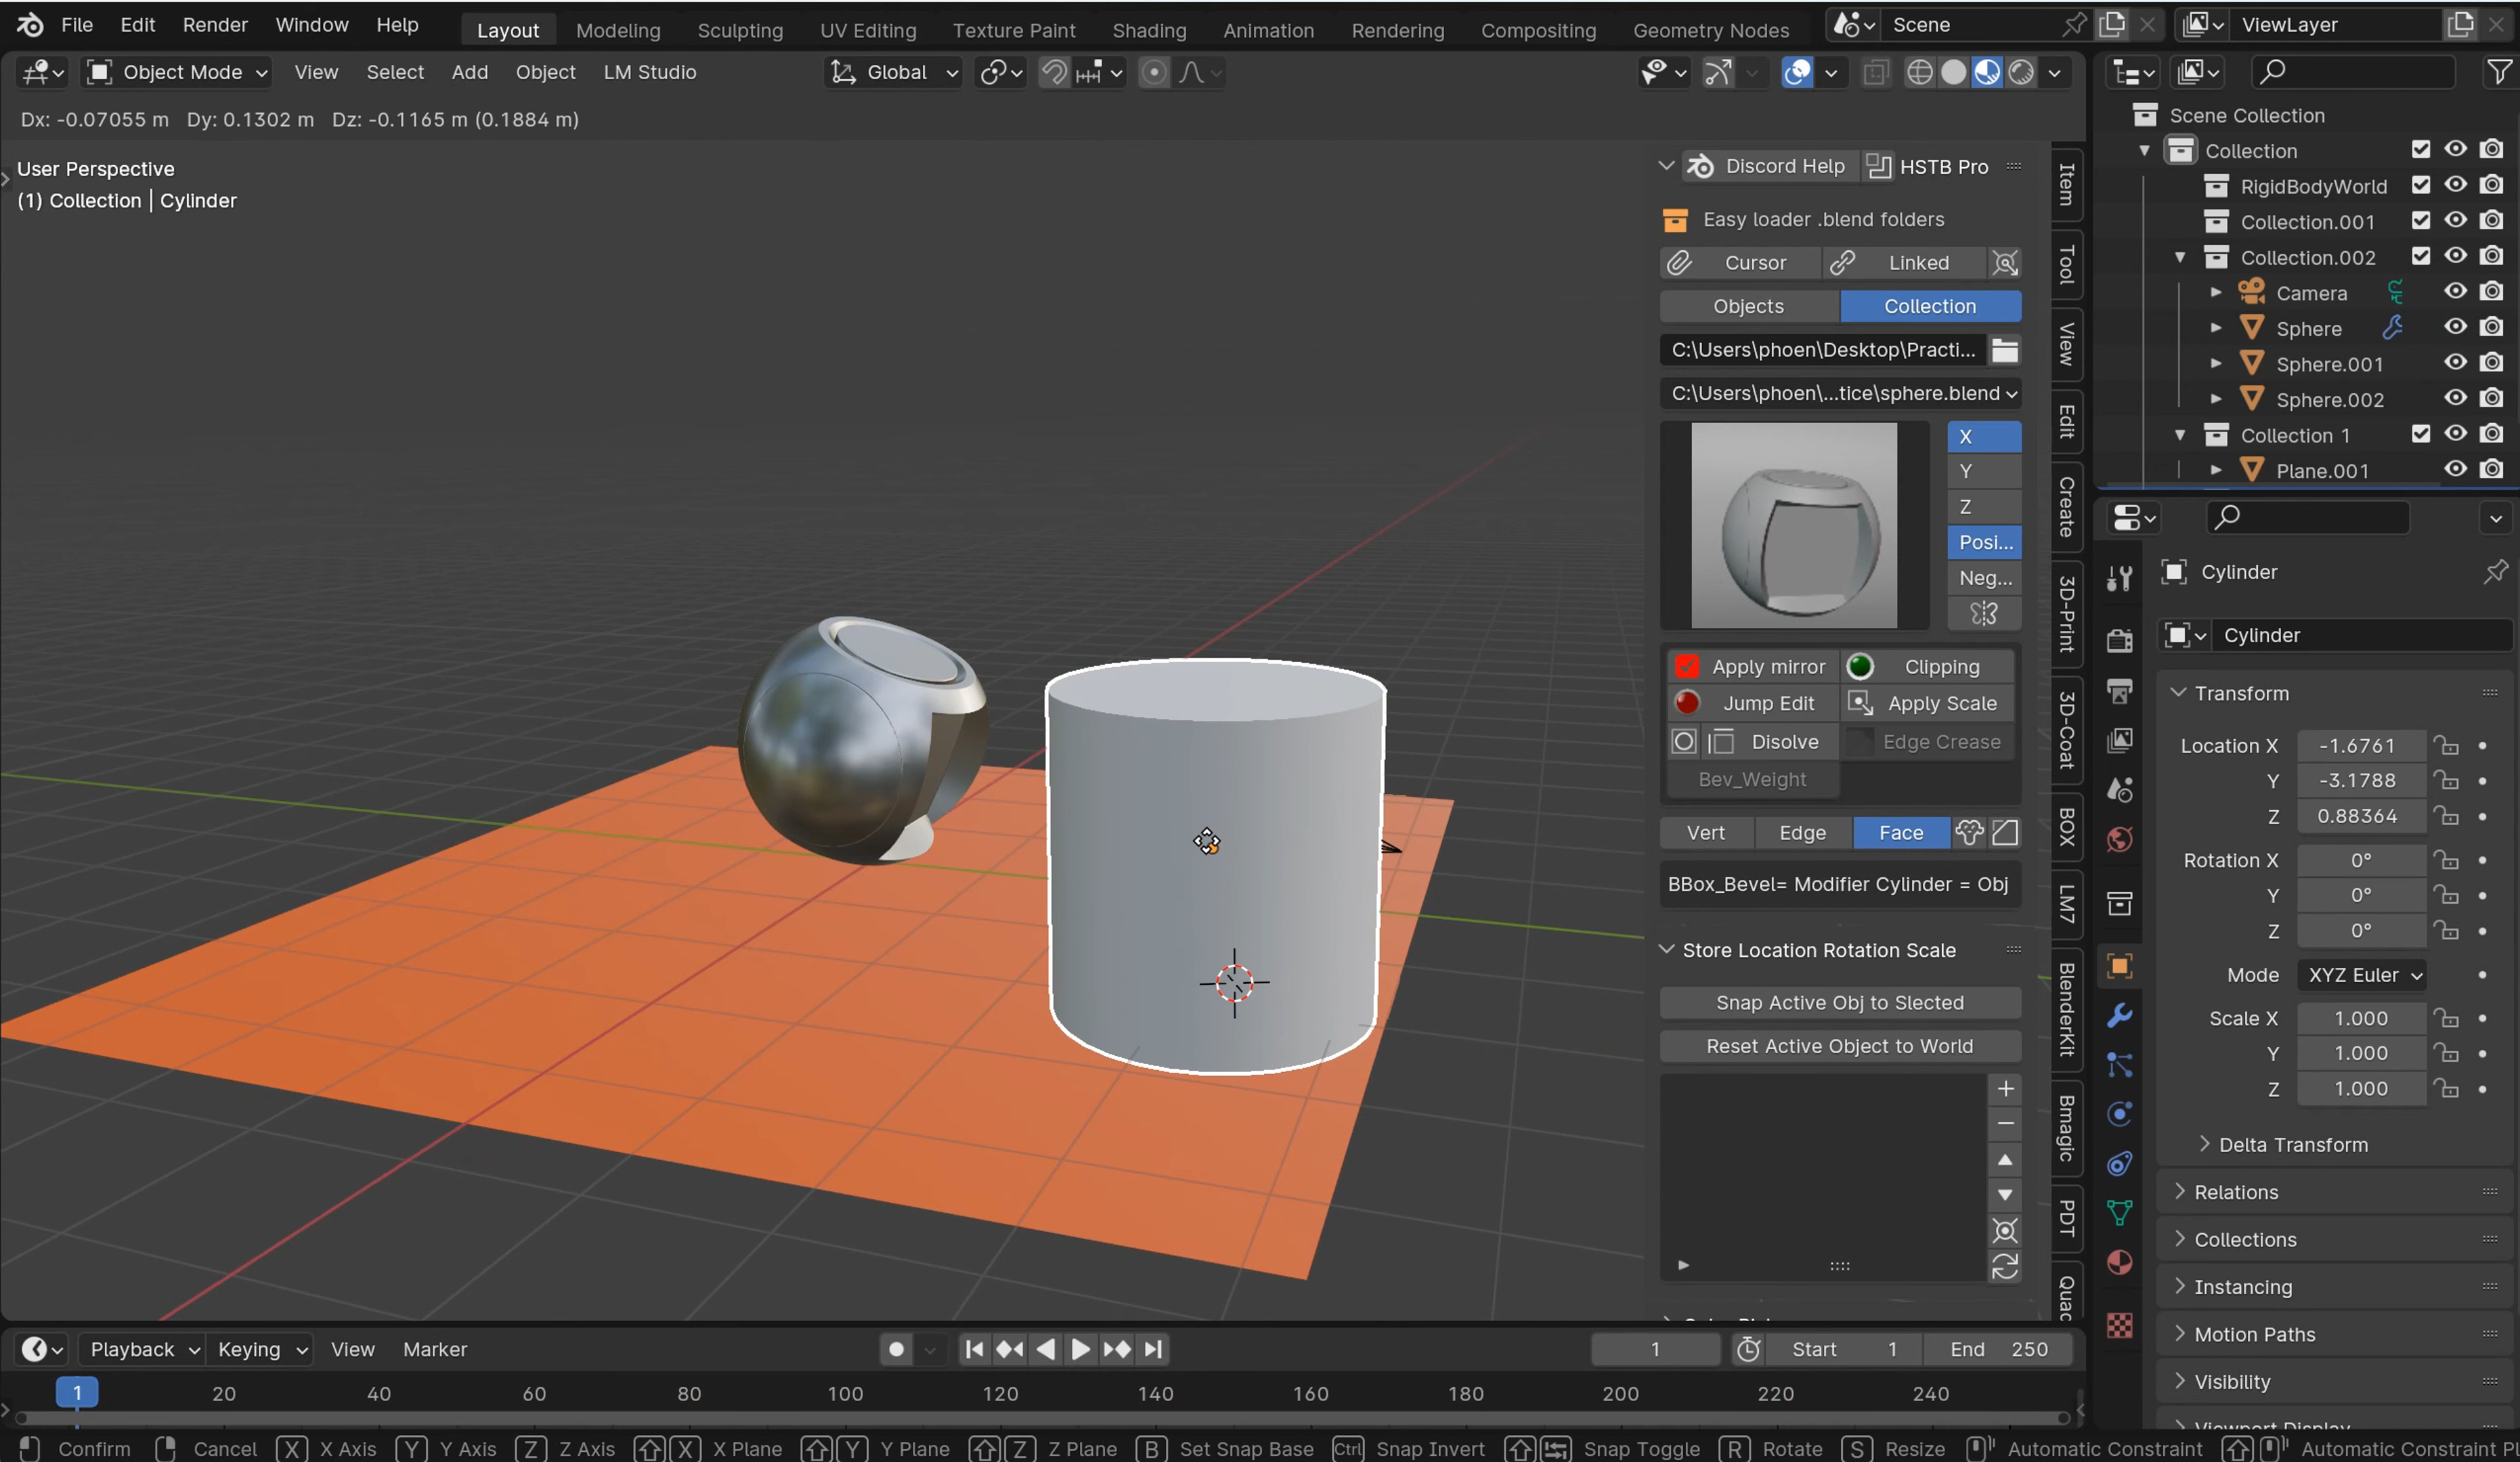 File Edit Render Window Help Layout Modeling Sculpting UV Editing Texture Paint Shading Animation Rendering Compositing Geometry Nodes Scene ViewLayer
Object Mode View Select Add Object LM Studio Global
Dx: -0.07055 m Dy: 0.1302 m Dz: -0.1165 m (0.1884 m)
User Perspective
(1) Collection | Cylinder
Discord Help HSTB Pro
Easy loader .blend folders
Cursor Linked
Objects Collection
C:\Users\phoen\Desktop\Practi...
C:\Users\phoen\...tice\sphere.blend
X
Y
Z
Posi...
Neg...
Apply mirror Clipping
Jump Edit Apply Scale
Disolve Edge Crease
Bev_Weight
Vert Edge Face
BBox_Bevel= Modifier Cylinder = Obj
Store Location Rotation Scale
Snap Active Obj to Slected
Reset Active Object to World
Item
Tool
View
Edit
Create
3D-Print
3D-Coat
BOX
LM7
BlenderKit
Bmagic
PDT
Quac
Scene Collection
Collection
RigidBodyWorld
Collection.001
Collection.002
Camera
Sphere
Sphere.001
Sphere.002
Collection 1
Plane.001
Cylinder
Cylinder
Transform
Location X -1.6761
Y -3.1788
Z 0.88364
Rotation X 0°
Y 0°
Z 0°
Mode XYZ Euler
Scale X 1.000
Y 1.000
Z 1.000
Delta Transform
Relations
Collections
Instancing
Motion Paths
Visibility
Viewport Display
Playback Keying View Marker 1 Start 1 End 250
1 20 40 60 80 100 120 140 160 180 200 220 240
Confirm Cancel X X Axis Y Y Axis Z Z Axis X X Plane Y Y Plane Z Z Plane B Set Snap Base Ctrl Snap Invert Snap Toggle R Rotate S Resize Automatic Constraint Automatic Constraint Pl